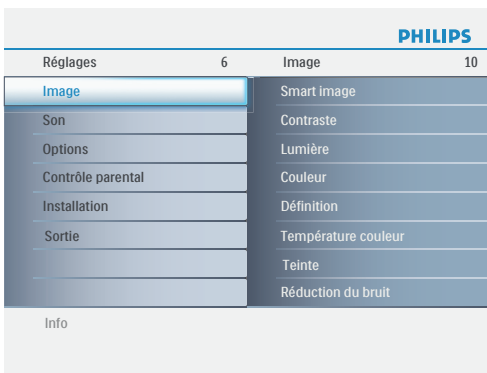 PHILIPS
Réglages 6 Image 10
Image Smart image
Son Contraste
Options Lumière
Contrôle parental Couleur
Installation Définition
Sortie Température couleur
Teinte
Réduction du bruit
Info